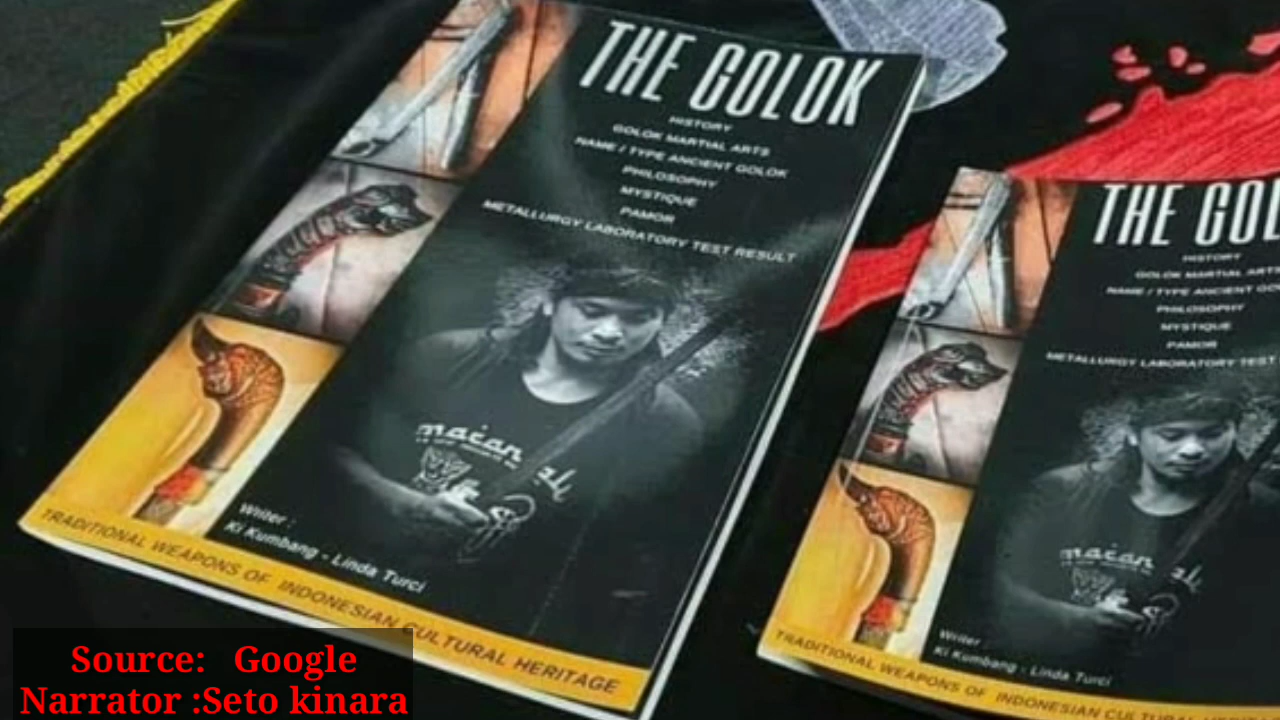 THE GOLOK
HISTORY
GOLOK MARTIAL ARTS
NAME / TYPE ANCIENT GOLOK
PHILOSOPHY
MYSTIQUE
PAMOR
METALLURGY LABORATORY TEST RESULT
macan
Writer :
Ki Kumbang - Linda Turci
TRADITIONAL WEAPONS OF INDONESIAN CULTURAL HERITAGE
THE GOL
HISTORY
GOLOK MARTIAL ARTS
NAME / TYPE ANCIENT GO
PHILOSOPHY
MYSTIQUE
PAMOR
METALLURGY LABORATORY TEST
macan
Writer :
Ki Kumbang - Linda Turci
TRADITIONAL WEAPONS OF INDONESIAN CULTURAL
Source: Google
Narrator :Seto kinara